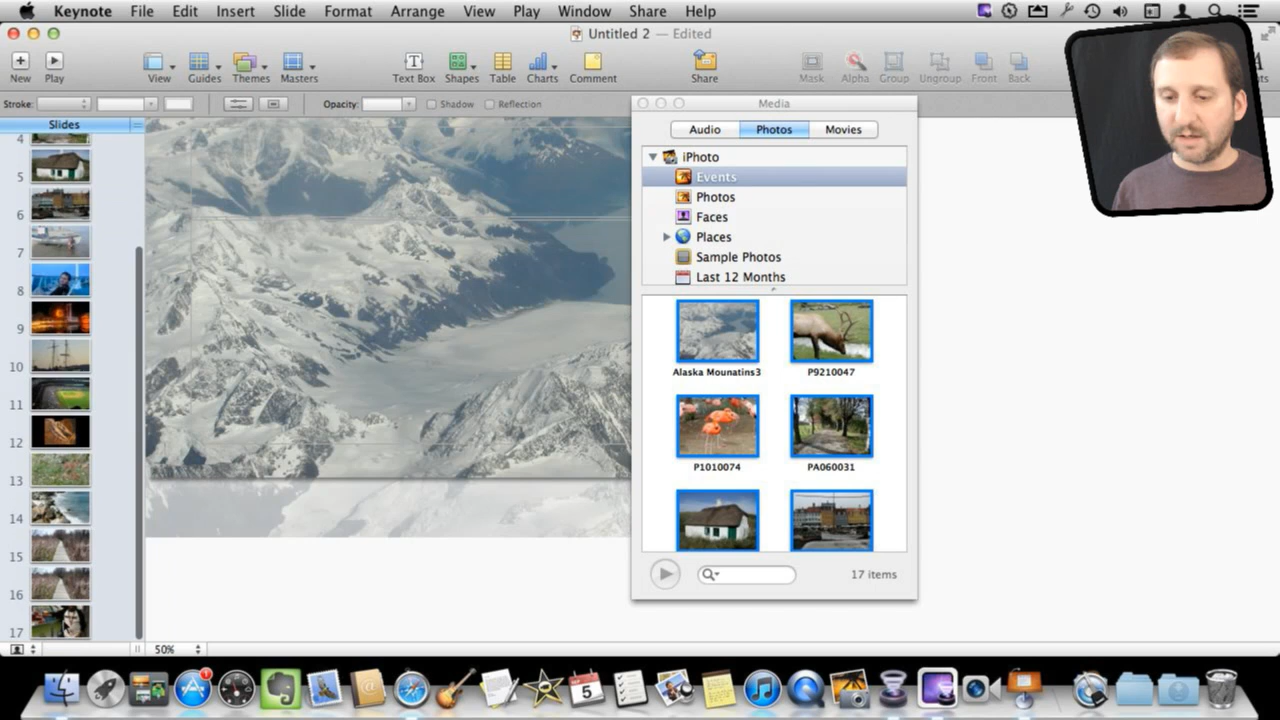 Keynote File Edit Insert Slide Format Arrange View Play Window Share Help
Untitled 2 — Edited
New Play View Guides Themes Masters Text Box Shapes Table Charts Comment Share Mask Alpha Group Ungroup Front Back
Stroke: Opacity: Shadow Reflection
Slides
4
5
6
7
8
9
10
11
12
13
14
15
16
17
50%
Media
Audio Photos Movies
iPhoto
Events
Photos
Faces
Places
Sample Photos
Last 12 Months
Alaska Mounatins3 P9210047
P1010074 PA060031
17 items
1
SEP
5